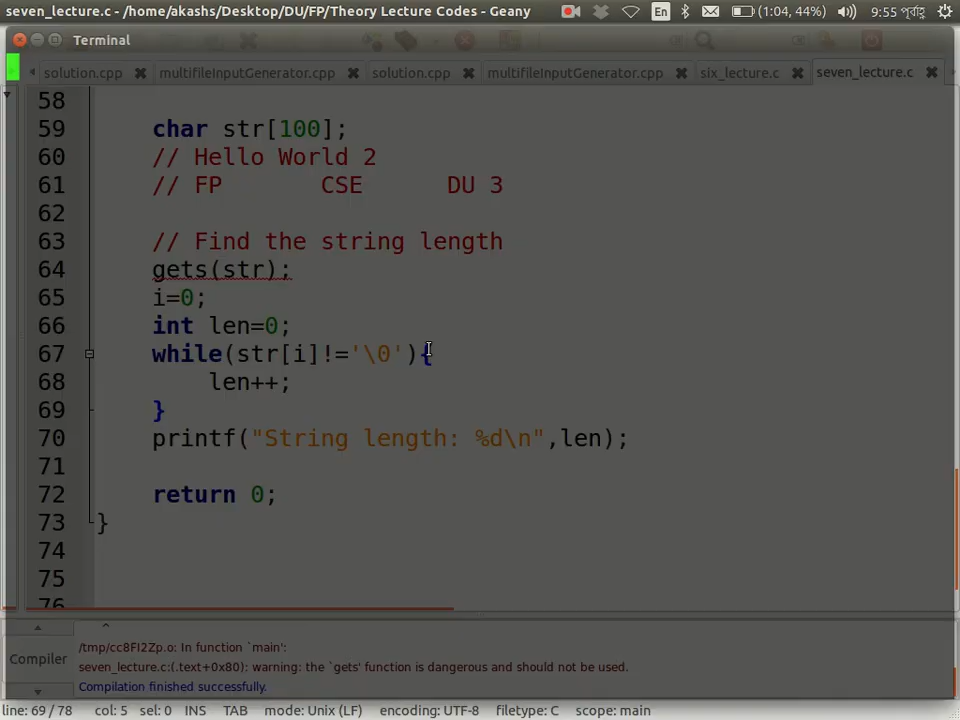 seven_lecture.c - /home/akashs/Desktop/DU/FP/Theory Lecture Codes - Geany
En
(1:04, 44%)
9:55 পূর্বাহ্ণ
Terminal
solution.cpp
multifileInputGenerator.cpp
solution.cpp
multifileInputGenerator.cpp
six_lecture.c
seven_lecture.c
58
59 char str[100];
60 // Hello World 2
61 // FP CSE DU 3
62
63 // Find the string length
64 gets(str);
65 i=0;
66 int len=0;
67 while(str[i]!='\0'){
68 len++;
69 }
70 printf("String length: %d\n",len);
71
72 return 0;
73 }
74
75
76
^
/tmp/cc8FI2Zp.o: In function `main':
Compiler
seven_lecture.c:(.text+0x80): warning: the `gets' function is dangerous and should not be used.
Compilation finished successfully.
line: 69 / 78 col: 5 sel: 0 INS TAB mode: Unix (LF) encoding: UTF-8 filetype: C scope: main